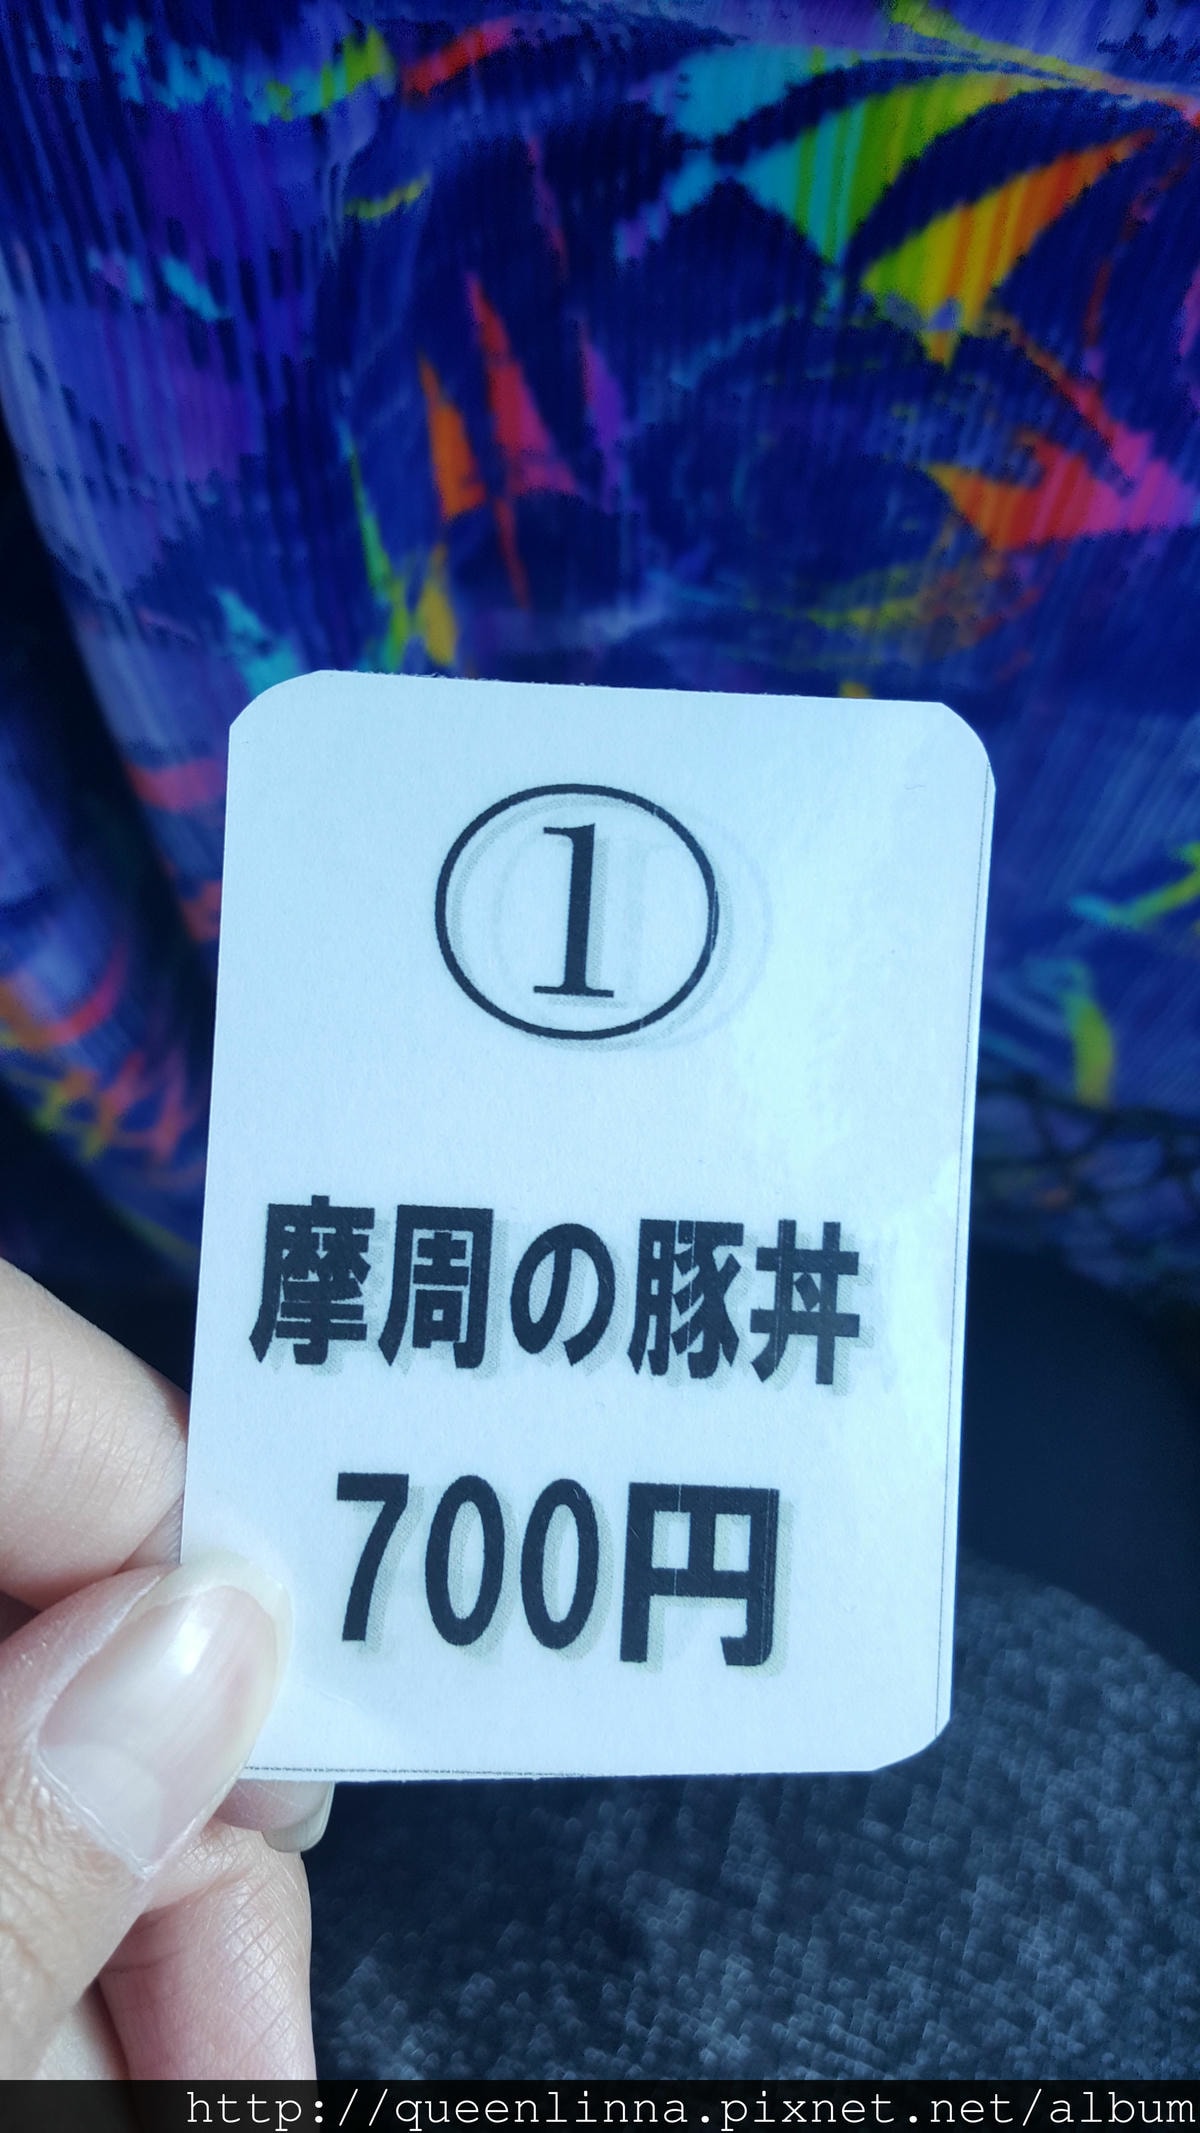 ①
摩周の豚丼
700円
http://queenlinna.pixnet.net/album